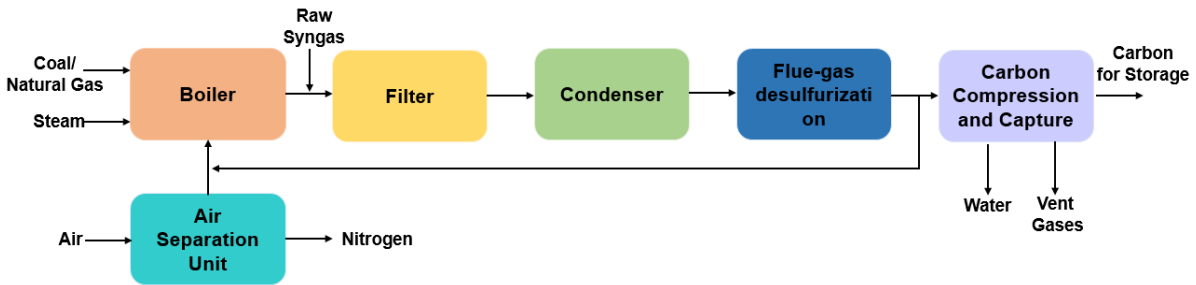 Raw
Syngas
Coal/
Natural Gas
Steam
Boiler
Filter
Condenser
Flue-gas
desulfurizati
on
Carbon
Compression
and Capture
Carbon
for Storage
Water
Vent
Gases
Air
Air
Separation
Unit
Nitrogen